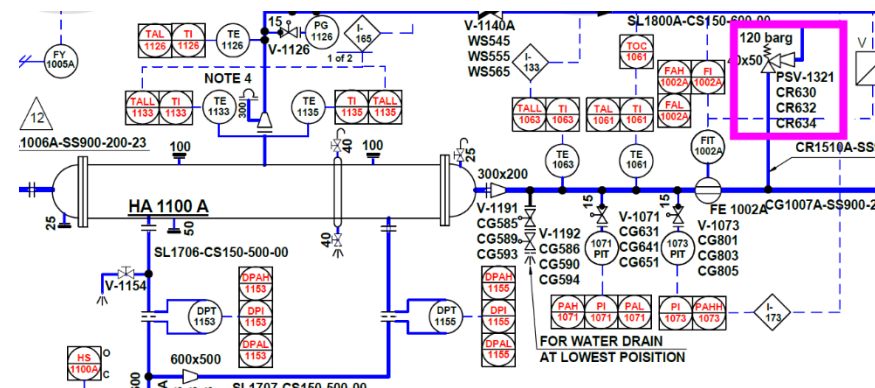 15
PG
1126
V-1126
TAL
1126
TI
1126
TE
1126
I-
165
1 of 2
V-1140A
WS545
WS555
WS565
SL1800A-CS150-600-00
FY
1005A
NOTE 4
I-
133
TOC
1061
FAH
1002A
FI
1002A
FAL
1002A
120 barg
40x50
PSV-1321
CR630
CR632
CR634
V
12
TALL
1133
TI
1133
TE
1133
300
TE
1135
TI
1135
TALL
1135
TALL
1063
TI
1063
TAL
1061
TI
1061
1006A-SS900-200-23
100
40
100
25
TE
1063
TE
1061
FIT
1002A
CR1510A-SS9
300x200
HA 1100 A
25
50
40
15
15
FE 1002A
CG1007A-SS900-2
SL1706-CS150-500-00
V-1191
CG585
CG589
CG593
V-1192
CG586
CG590
CG594
1071
PIT
V-1071
CG631
CG641
CG651
1073
PIT
V-1073
CG801
CG803
CG805
V-1154
DPT
1153
DPAH
1153
DPI
1153
DPAL
1153
DPT
1155
DPAH
1155
DPI
1155
DPAL
1155
PAH
1071
PI
1071
PAL
1071
PI
1073
PAHH
1073
I-
173
FOR WATER DRAIN
AT LOWEST POISITION
HS
1100A
O
C
600x500
SL1707-CS150-500-00